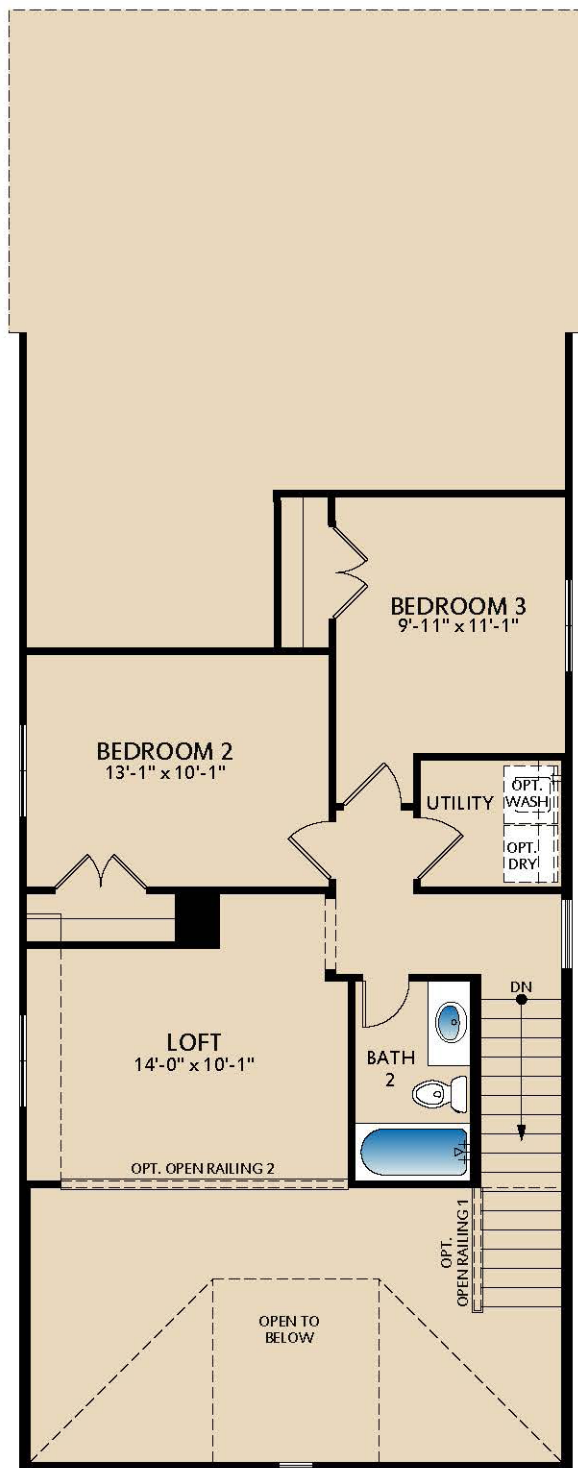 BEDROOM 3
9'-11" x 11'-1"
BEDROOM 2
13'-1" x 10'-1"
UTILITY
OPT.
WASH
OPT.
DRY
DN
LOFT
14'-0" x 10'-1"
BATH
2
OPT. OPEN RAILING 2
OPT.
OPEN RAILING 1
OPEN TO
BELOW